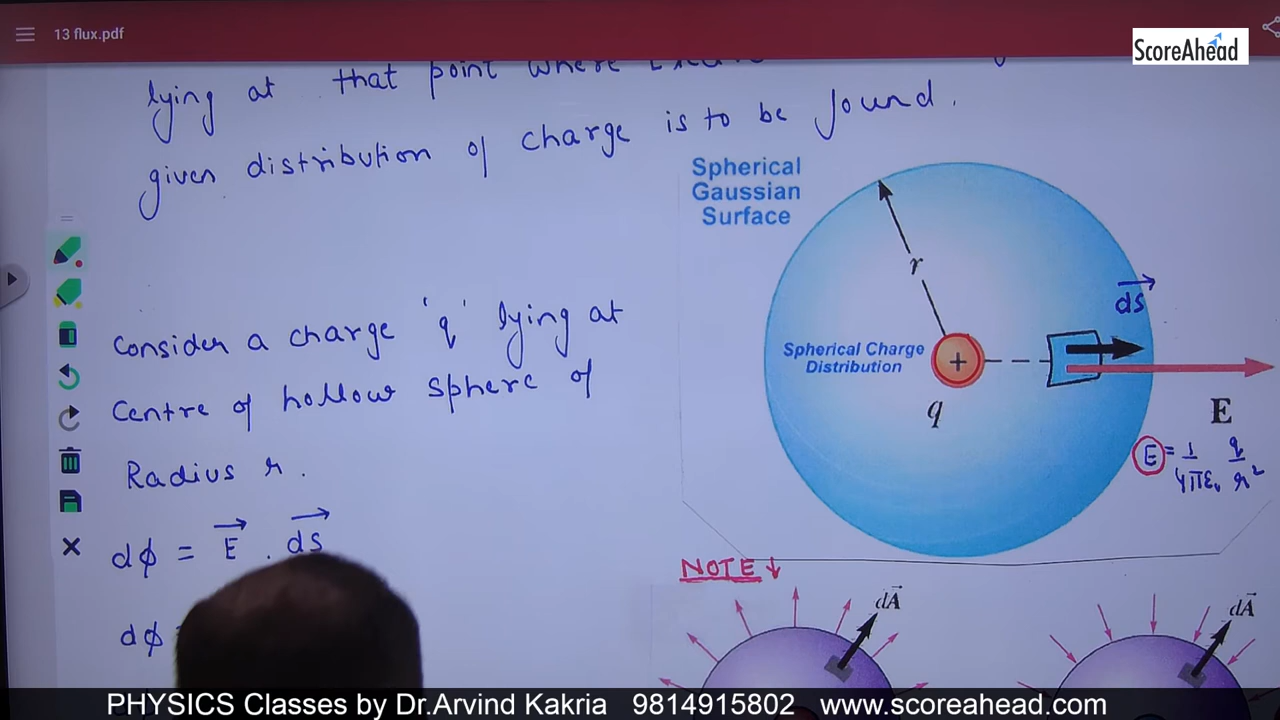 13 flux.pdf
ScoreAhead
lying at that point where
given distribution of charge is to be found.
Spherical
Gaussian
Surface
r
ds
Consider a charge 'q' lying at
Spherical Charge
Distribution
+
Centre of hollow sphere of
q
E
Radius r.
E = 1/4πε₀ q/r²
dφ = E . ds
NOTE ↓
dA
dA
dφ
PHYSICS Classes by Dr.Arvind Kakria 9814915802 www.scoreahead.com